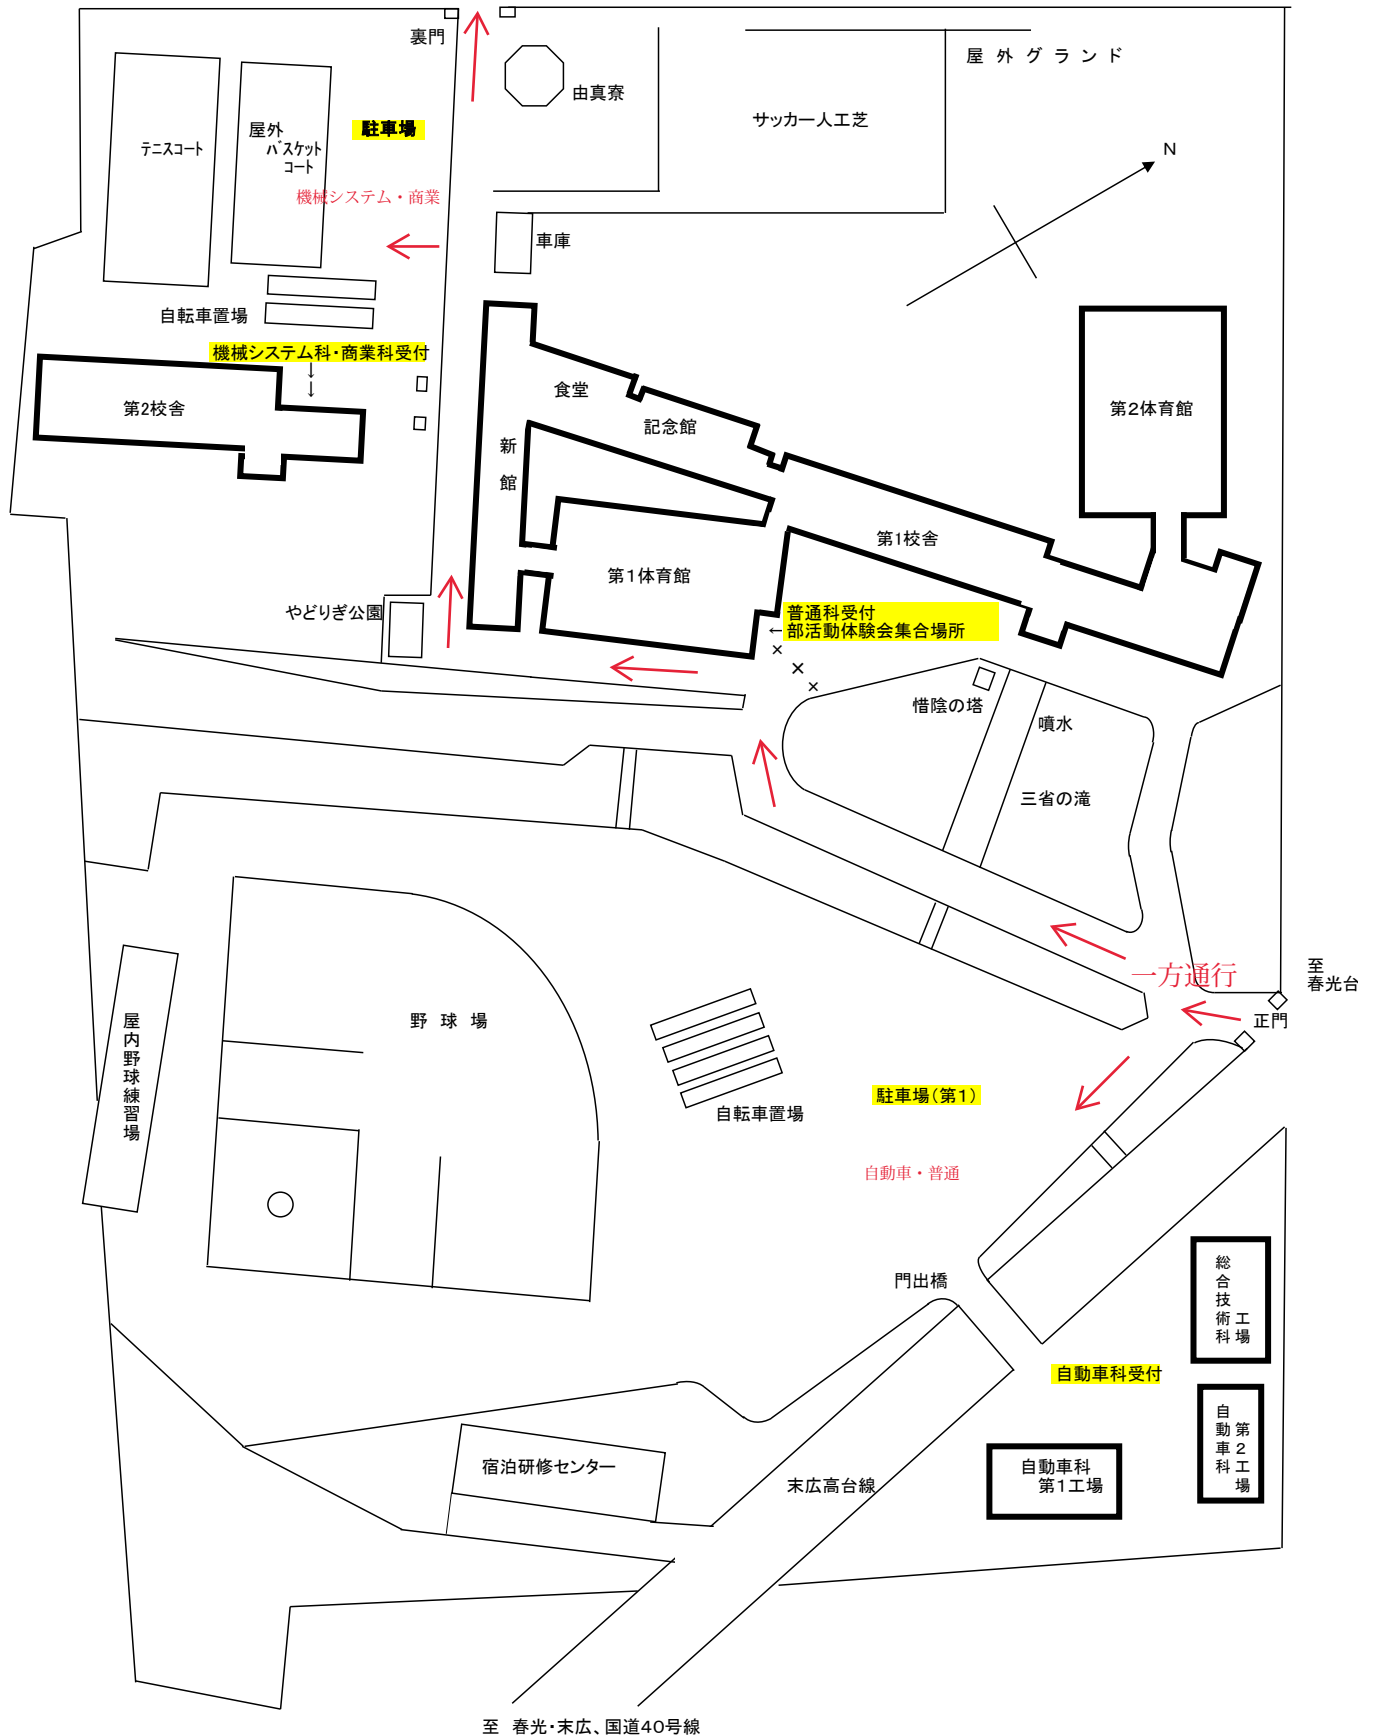 裏門
屋外グランド
由真寮
サッカー人工芝
駐車場
屋外
バスケット
コート
テニスコート
N
機械システム・商業
車庫
自転車置場
機械システム科・商業科受付
↓
↓
食堂
第2校舎
記念館
第2体育館
新館
第1校舎
第1体育館
やどりぎ公園
普通科受付
←部活動体験会集合場所
×
×
×
惜陰の塔
噴水
三省の滝
一方通行
至
春光台
正門
野球場
屋内野球練習場
駐車場(第1)
自転車置場
自動車・普通
門出橋
総合技術科
工場
自動車科受付
自動車科
第2工場
自動車科
第1工場
宿泊研修センター
末広高台線
至 春光・末広、国道40号線